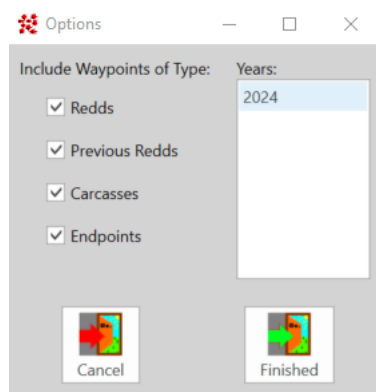 Options
Include Waypoints of Type: Years:
Redds
2024
Previous Redds
Carcasses
Endpoints
Cancel
Finished